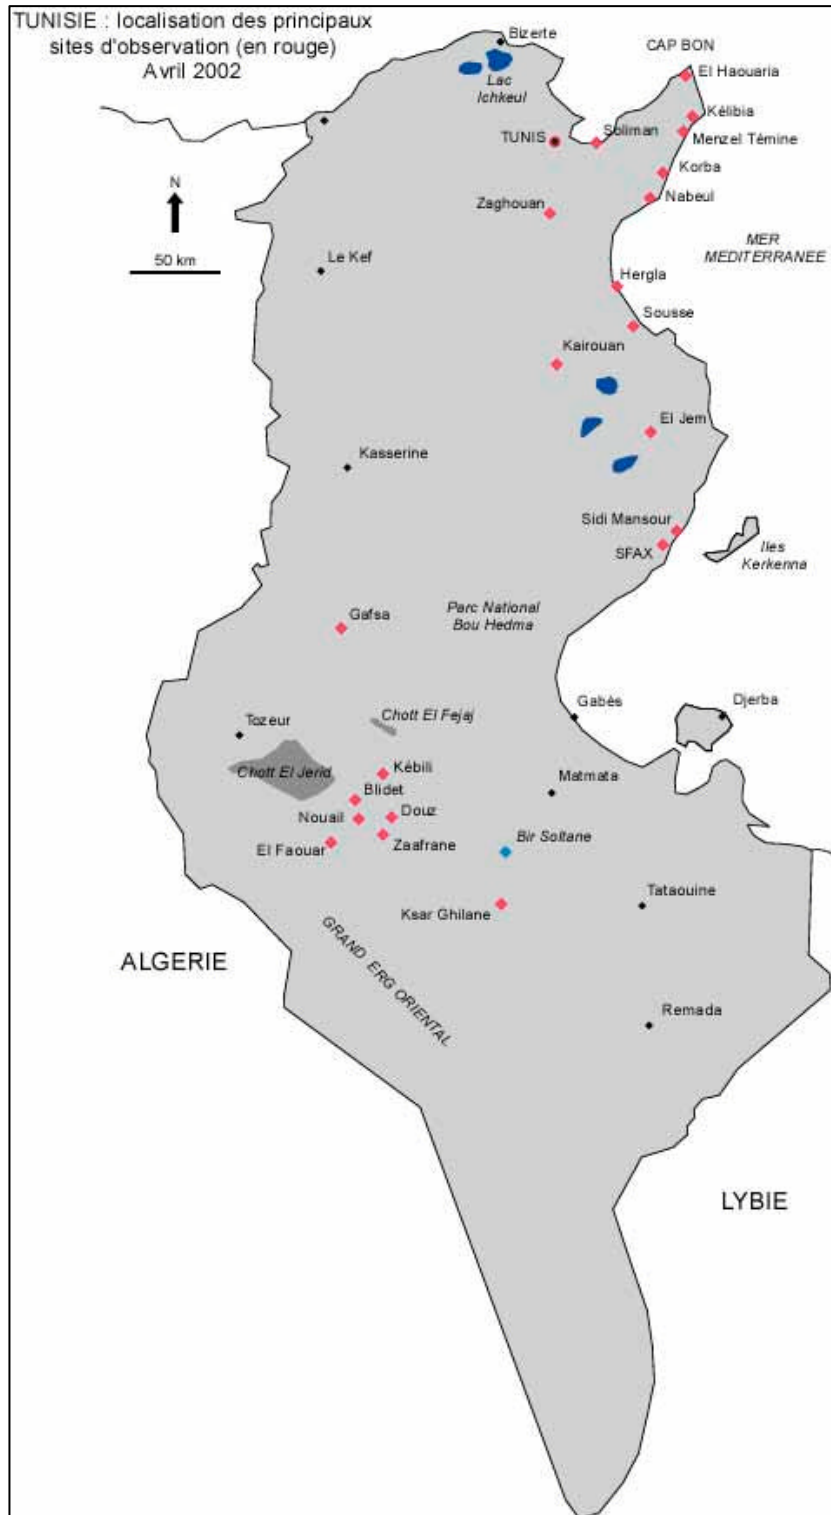 TUNISIE : localisation des principaux
sites d'observation (en rouge)
Avril 2002
Bizerte
CAP BON
Lac
Ichkeul
El Haouaria
Kélibia
TUNIS
Soliman
Menzel Témine
Korba
N
Zaghouan
Nabeul
MER
MEDITERRANEE
50 km
Le Kef
Hergla
Sousse
Kairouan
El Jem
Kasserine
Sidi Mansour
SFAX
Iles
Kerkenna
Parc National
Bou Hedma
Gafsa
Chott El Fejaj
Gabès
Djerba
Tozeur
Chott El Jerid
Kébili
Blidet
Matmata
Nouail
Douz
El Faouar
Zaafrane
Bir Soltane
Ksar Ghilane
Tataouine
GRAND ERG ORIENTAL
ALGERIE
Remada
LYBIE